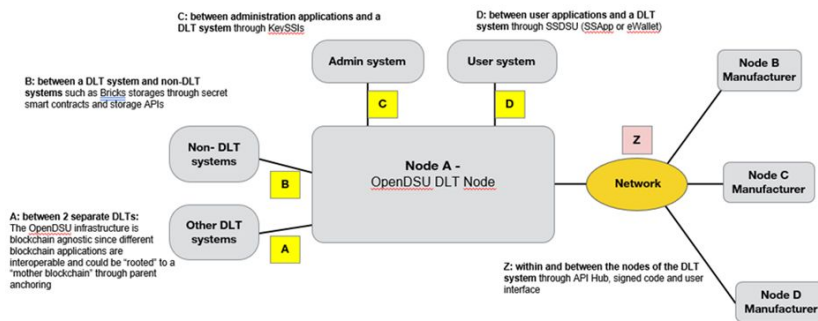 C: between administration applications and a
DLT system through KeySSIs
D: between user applications and a DLT
system through SSDSU (SSApp or eWallet)
Admin system
User system
Node B
Manufacturer
B: between a DLT system and non-DLT
systems such as Bricks storages through secret
smart contracts and storage APIs
C
D
Z
Non- DLT
systems
Node A -
OpenDSU DLT Node
B
Network
Node C
Manufacturer
A: between 2 separate DLTs:
The OpenDSU infrastructure is
blockchain agnostic since different
blockchain applications are
interoperable and could be “rooted” to a
“mother blockchain” through parent
anchoring
Other DLT
systems
A
Z: within and between the nodes of the DLT
system through API Hub, signed code and user
interface
Node D
Manufacturer